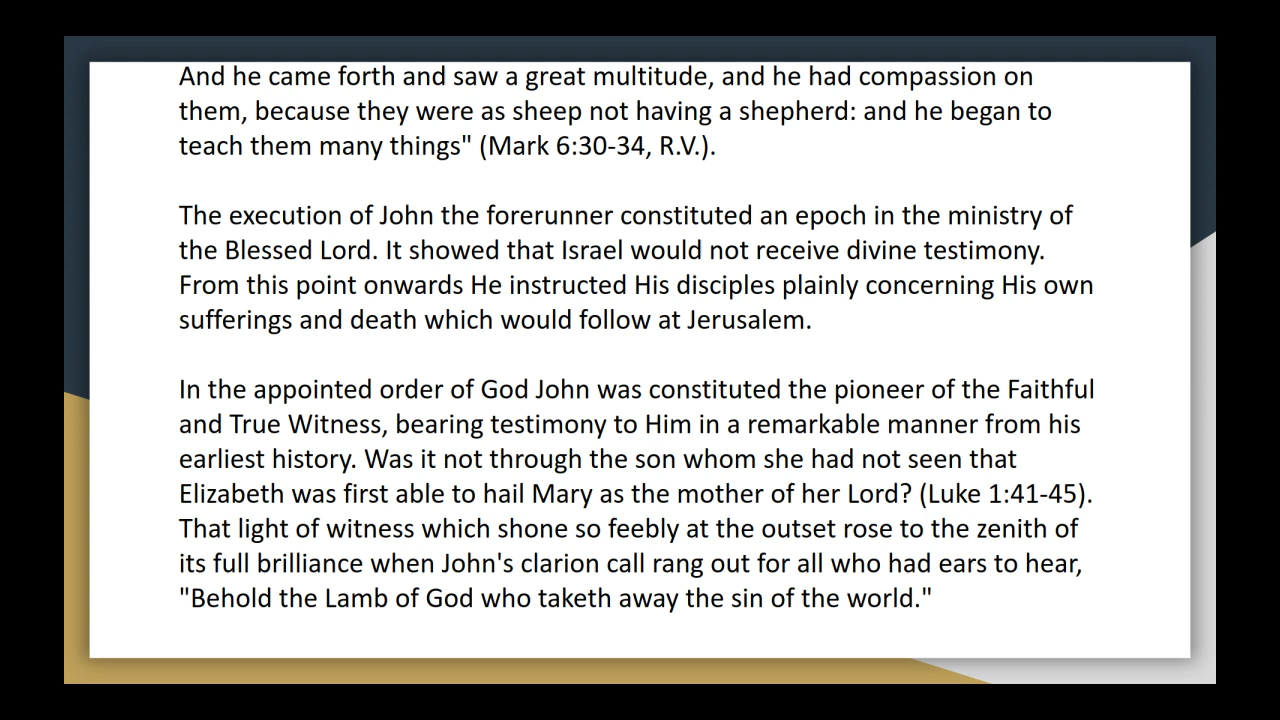 And he came forth and saw a great multitude, and he had compassion on
them, because they were as sheep not having a shepherd: and he began to
teach them many things" (Mark 6:30-34, R.V.).
The execution of John the forerunner constituted an epoch in the ministry of
the Blessed Lord. It showed that Israel would not receive divine testimony.
From this point onwards He instructed His disciples plainly concerning His own
sufferings and death which would follow at Jerusalem.
In the appointed order of God John was constituted the pioneer of the Faithful
and True Witness, bearing testimony to Him in a remarkable manner from his
earliest history. Was it not through the son whom she had not seen that
Elizabeth was first able to hail Mary as the mother of her Lord? (Luke 1:41-45).
That light of witness which shone so feebly at the outset rose to the zenith of
its full brilliance when John's clarion call rang out for all who had ears to hear,
"Behold the Lamb of God who taketh away the sin of the world."